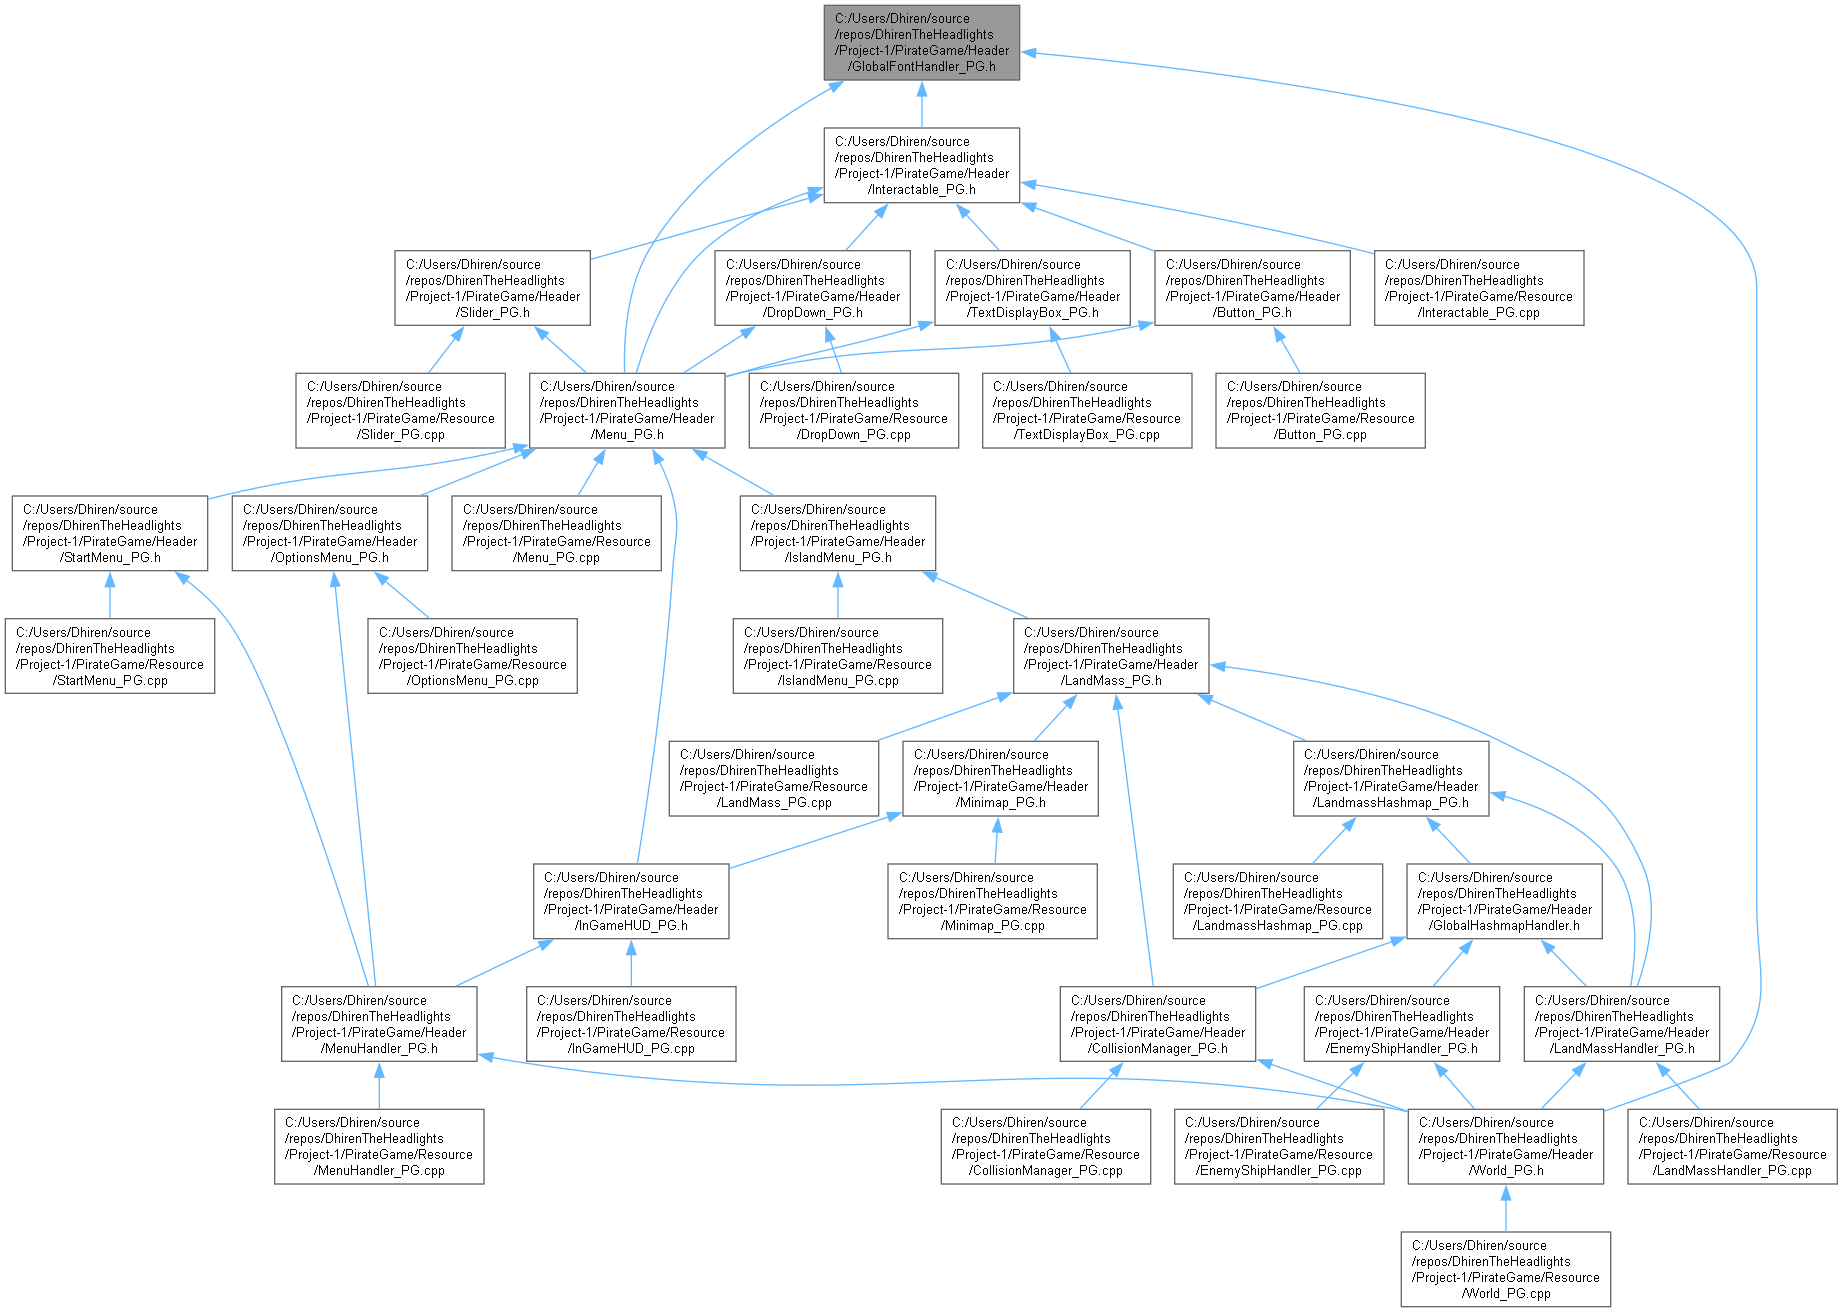 C:/Users/Dhiren/source
/repos/DhirenTheHeadlights
/Project-1/PirateGame/Header
/GlobalFontHandler_PG.h
C:/Users/Dhiren/source
/repos/DhirenTheHeadlights
/Project-1/PirateGame/Header
/Interactable_PG.h
C:/Users/Dhiren/source
/repos/DhirenTheHeadlights
/Project-1/PirateGame/Header
/Slider_PG.h
C:/Users/Dhiren/source
/repos/DhirenTheHeadlights
/Project-1/PirateGame/Header
/DropDown_PG.h
C:/Users/Dhiren/source
/repos/DhirenTheHeadlights
/Project-1/PirateGame/Header
/TextDisplayBox_PG.h
C:/Users/Dhiren/source
/repos/DhirenTheHeadlights
/Project-1/PirateGame/Header
/Button_PG.h
C:/Users/Dhiren/source
/repos/DhirenTheHeadlights
/Project-1/PirateGame/Resource
/Interactable_PG.cpp
C:/Users/Dhiren/source
/repos/DhirenTheHeadlights
/Project-1/PirateGame/Resource
/Slider_PG.cpp
C:/Users/Dhiren/source
/repos/DhirenTheHeadlights
/Project-1/PirateGame/Header
/Menu_PG.h
C:/Users/Dhiren/source
/repos/DhirenTheHeadlights
/Project-1/PirateGame/Resource
/DropDown_PG.cpp
C:/Users/Dhiren/source
/repos/DhirenTheHeadlights
/Project-1/PirateGame/Resource
/TextDisplayBox_PG.cpp
C:/Users/Dhiren/source
/repos/DhirenTheHeadlights
/Project-1/PirateGame/Resource
/Button_PG.cpp
C:/Users/Dhiren/source
/repos/DhirenTheHeadlights
/Project-1/PirateGame/Header
/StartMenu_PG.h
C:/Users/Dhiren/source
/repos/DhirenTheHeadlights
/Project-1/PirateGame/Header
/OptionsMenu_PG.h
C:/Users/Dhiren/source
/repos/DhirenTheHeadlights
/Project-1/PirateGame/Resource
/Menu_PG.cpp
C:/Users/Dhiren/source
/repos/DhirenTheHeadlights
/Project-1/PirateGame/Header
/IslandMenu_PG.h
C:/Users/Dhiren/source
/repos/DhirenTheHeadlights
/Project-1/PirateGame/Resource
/StartMenu_PG.cpp
C:/Users/Dhiren/source
/repos/DhirenTheHeadlights
/Project-1/PirateGame/Resource
/OptionsMenu_PG.cpp
C:/Users/Dhiren/source
/repos/DhirenTheHeadlights
/Project-1/PirateGame/Resource
/IslandMenu_PG.cpp
C:/Users/Dhiren/source
/repos/DhirenTheHeadlights
/Project-1/PirateGame/Header
/LandMass_PG.h
C:/Users/Dhiren/source
/repos/DhirenTheHeadlights
/Project-1/PirateGame/Resource
/LandMass_PG.cpp
C:/Users/Dhiren/source
/repos/DhirenTheHeadlights
/Project-1/PirateGame/Header
/Minimap_PG.h
C:/Users/Dhiren/source
/repos/DhirenTheHeadlights
/Project-1/PirateGame/Header
/LandmassHashmap_PG.h
C:/Users/Dhiren/source
/repos/DhirenTheHeadlights
/Project-1/PirateGame/Header
/InGameHUD_PG.h
C:/Users/Dhiren/source
/repos/DhirenTheHeadlights
/Project-1/PirateGame/Resource
/Minimap_PG.cpp
C:/Users/Dhiren/source
/repos/DhirenTheHeadlights
/Project-1/PirateGame/Resource
/LandmassHashmap_PG.cpp
C:/Users/Dhiren/source
/repos/DhirenTheHeadlights
/Project-1/PirateGame/Header
/GlobalHashmapHandler.h
C:/Users/Dhiren/source
/repos/DhirenTheHeadlights
/Project-1/PirateGame/Header
/MenuHandler_PG.h
C:/Users/Dhiren/source
/repos/DhirenTheHeadlights
/Project-1/PirateGame/Resource
/InGameHUD_PG.cpp
C:/Users/Dhiren/source
/repos/DhirenTheHeadlights
/Project-1/PirateGame/Header
/CollisionManager_PG.h
C:/Users/Dhiren/source
/repos/DhirenTheHeadlights
/Project-1/PirateGame/Header
/EnemyShipHandler_PG.h
C:/Users/Dhiren/source
/repos/DhirenTheHeadlights
/Project-1/PirateGame/Header
/LandMassHandler_PG.h
C:/Users/Dhiren/source
/repos/DhirenTheHeadlights
/Project-1/PirateGame/Resource
/MenuHandler_PG.cpp
C:/Users/Dhiren/source
/repos/DhirenTheHeadlights
/Project-1/PirateGame/Resource
/CollisionManager_PG.cpp
C:/Users/Dhiren/source
/repos/DhirenTheHeadlights
/Project-1/PirateGame/Resource
/EnemyShipHandler_PG.cpp
C:/Users/Dhiren/source
/repos/DhirenTheHeadlights
/Project-1/PirateGame/Header
/World_PG.h
C:/Users/Dhiren/source
/repos/DhirenTheHeadlights
/Project-1/PirateGame/Resource
/LandMassHandler_PG.cpp
C:/Users/Dhiren/source
/repos/DhirenTheHeadlights
/Project-1/PirateGame/Resource
/World_PG.cpp